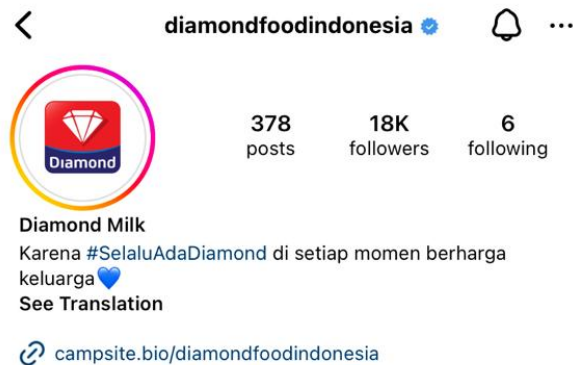 diamondfoodindonesia
Diamond
378 18K 6
posts followers following
Diamond Milk
Karena #SelaluAdaDiamond di setiap momen berharga
keluarga💙
See Translation
campsite.bio/diamondfoodindonesia